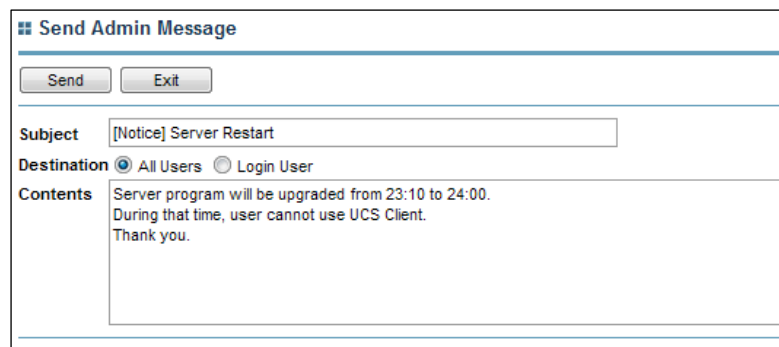 Send Admin Message
Send Exit
Subject [Notice] Server Restart
Destination All Users Login User
Contents Server program will be upgraded from 23:10 to 24:00.
During that time, user cannot use UCS Client.
Thank you.